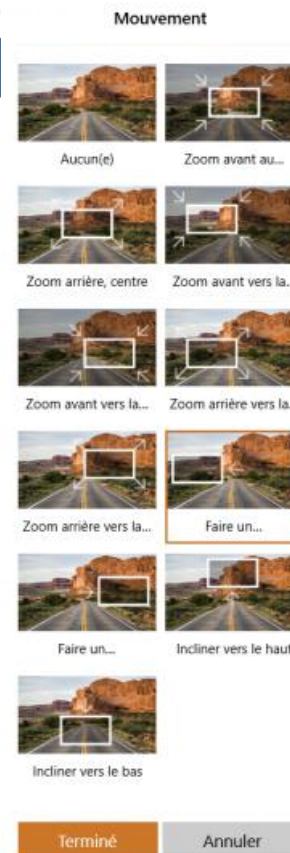 Mouvement
Aucun(e)
Zoom avant au...
Zoom arrière, centre
Zoom avant vers la...
Zoom avant vers la...
Zoom arrière vers la...
Zoom arrière vers la...
Faire un...
Faire un...
Incliner vers le haut
Incliner vers le bas
Terminé
Annuler